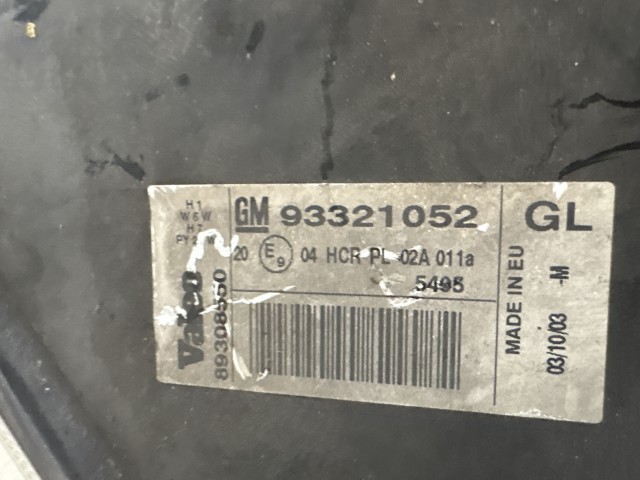 H1
W5W
H7
GM 93321052
20 E9 04 HCR PL 02A 011a
5495
Valeo
89308550
GL
MADE IN EU
03/10/03 -M